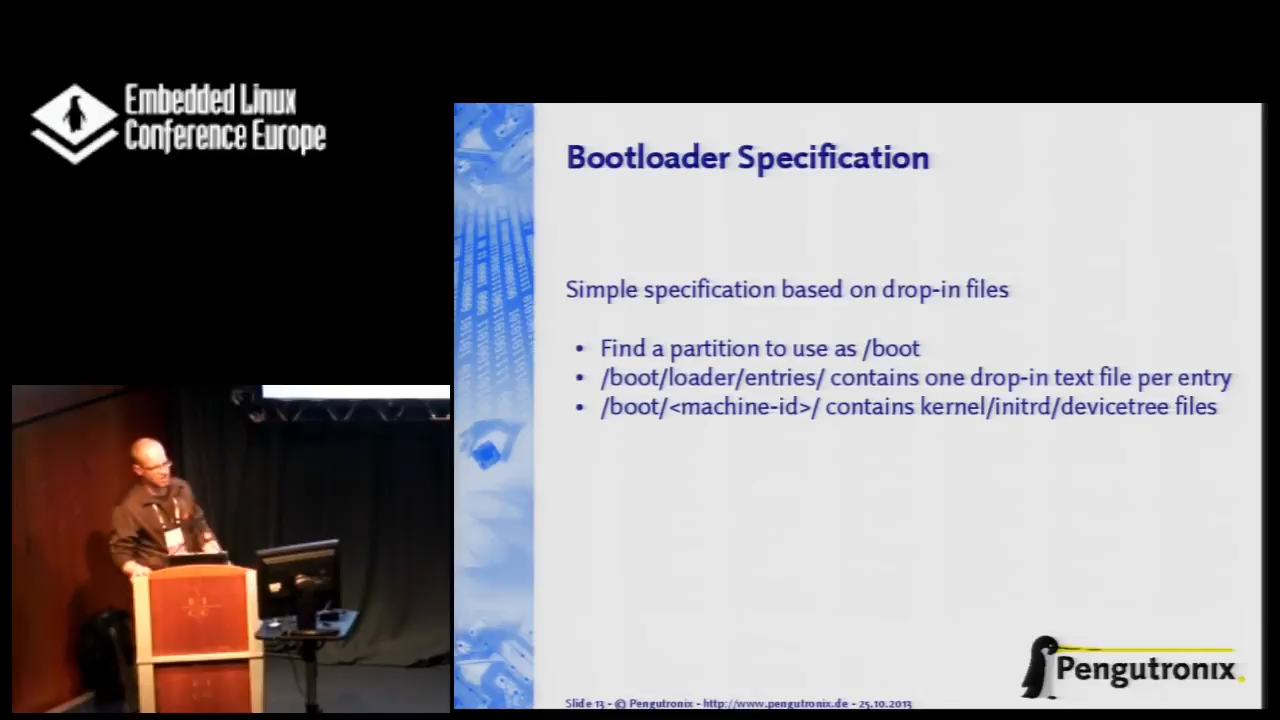 Embedded Linux
Conference Europe
Bootloader Specification
Simple specification based on drop-in files
• Find a partition to use as /boot
• /boot/loader/entries/ contains one drop-in text file per entry
• /boot/<machine-id>/ contains kernel/initrd/devicetree files
Pengutronix
Slide 13 - © Pengutronix - http://www.pengutronix.de - 25.10.2013